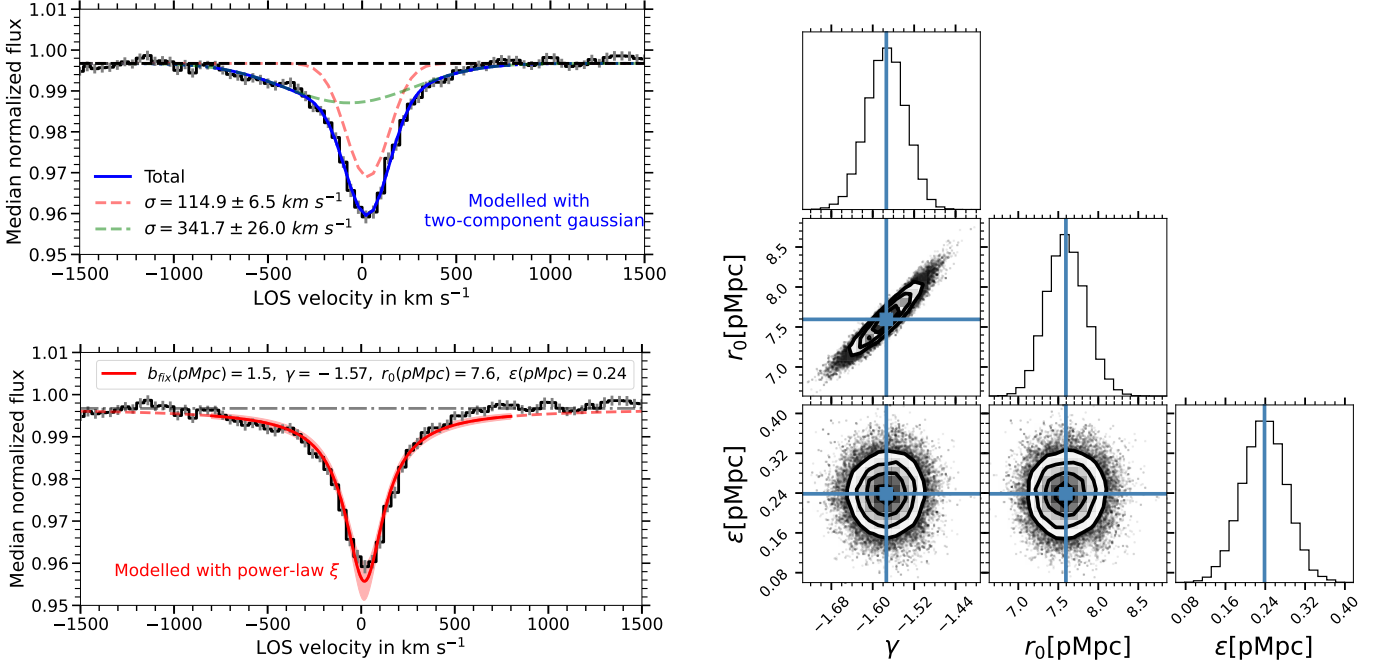 Median normalized flux
1.01
1.00
0.99
0.98
0.97
0.96
0.95
Total
σ = 114.9 ± 6.5 km s⁻¹
σ = 341.7 ± 26.0 km s⁻¹
Modelled with
two-component gaussian
−1500 −1000 −500 0 500 1000 1500
LOS velocity in km s⁻¹
Median normalized flux
1.01
1.00
0.99
0.98
0.97
0.96
0.95
b_fix(pMpc) = 1.5, γ = −1.57, r₀(pMpc) = 7.6, ε(pMpc) = 0.24
Modelled with power-law ξ
−1500 −1000 −500 0 500 1000 1500
LOS velocity in km s⁻¹
r₀[pMpc]
8.5
8.0
7.5
7.0
ε[pMpc]
0.40
0.32
0.24
0.16
0.08
−1.68 −1.60 −1.52 −1.44
γ
7.0 7.5 8.0 8.5
r₀[pMpc]
0.08 0.16 0.24 0.32 0.40
ε[pMpc]